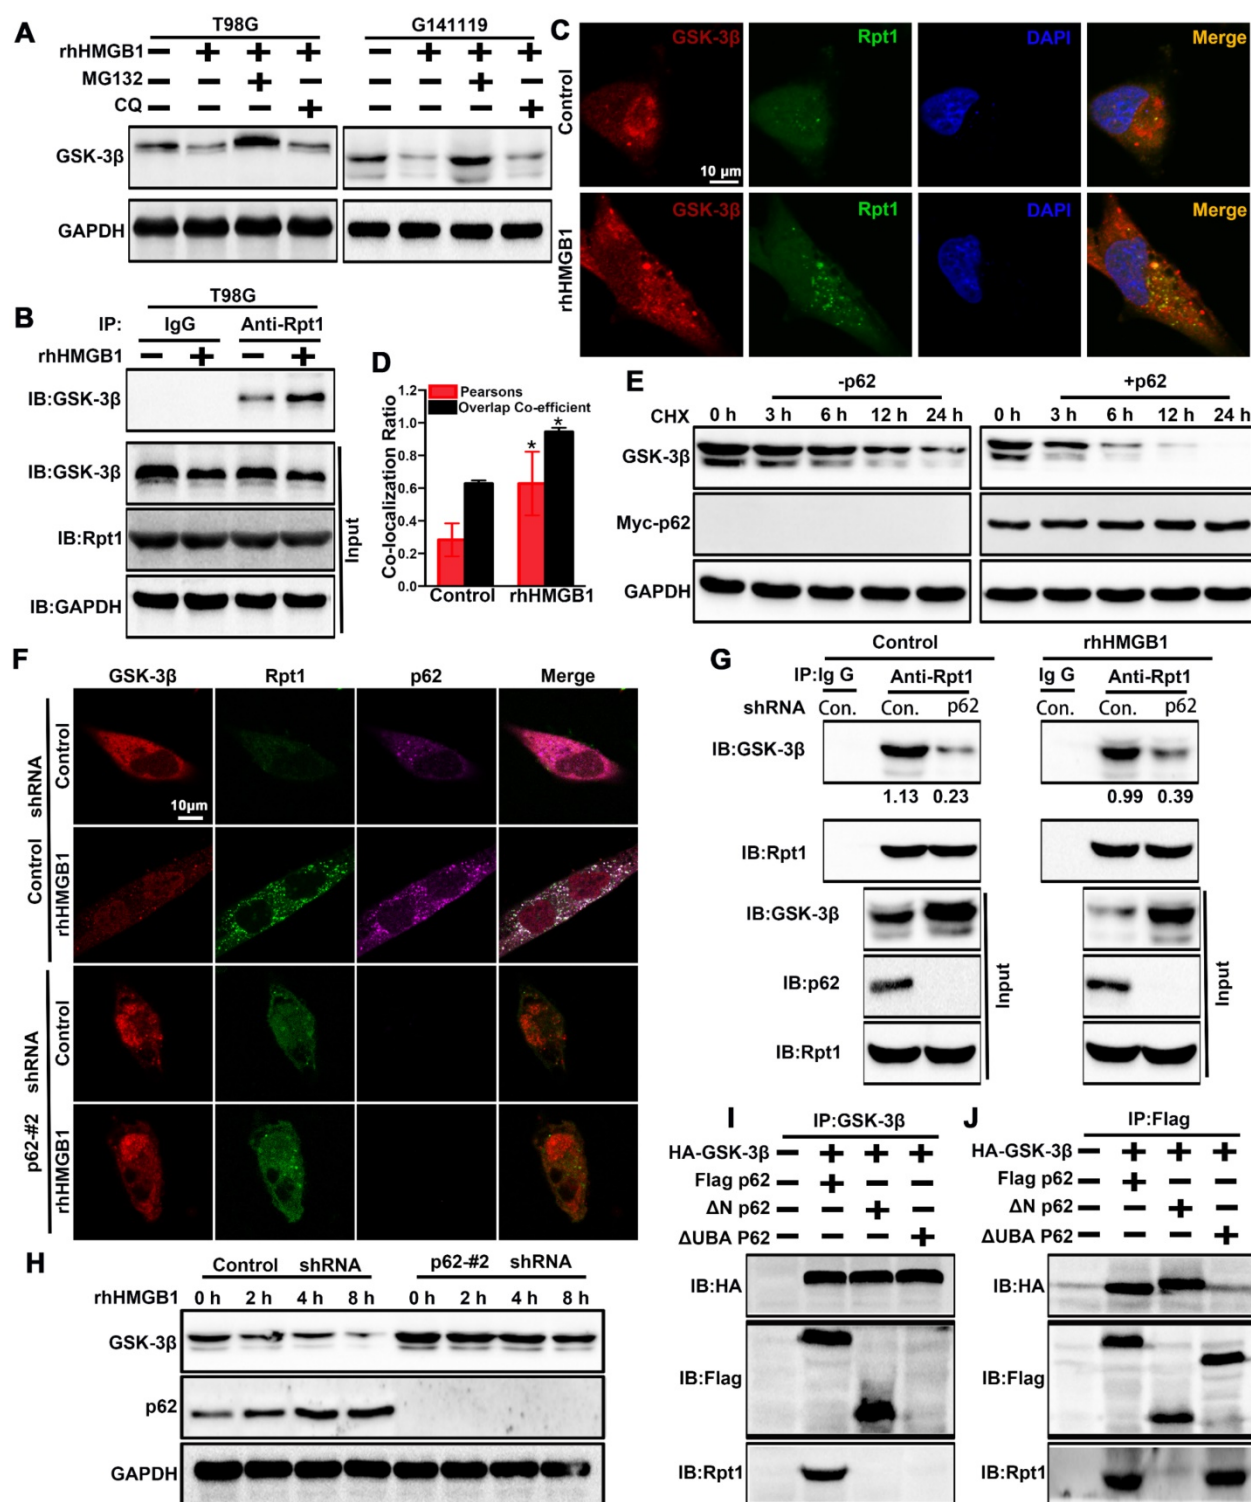 A
T98G
G141119
rhHMGB1 − + + + − + + +
MG132 − − + − − − + −
CQ − − − + − − − +
GSK-3β
GAPDH
B
T98G
IP: IgG Anti-Rpt1
rhHMGB1 − + − +
IB:GSK-3β
IB:GSK-3β
IB:Rpt1
IB:GAPDH
Input
C
Control
GSK-3β Rpt1 DAPI Merge
10 μm
rhHMGB1
GSK-3β Rpt1 DAPI Merge
D
Pearsons
Overlap Co-efficient
Co-localization Ratio
1.2
1.0
0.8
0.6
0.4
0.2
0.0
* *
Control rhHMGB1
E
-p62 +p62
CHX 0 h 3 h 6 h 12 h 24 h 0 h 3 h 6 h 12 h 24 h
GSK-3β
Myc-p62
GAPDH
F
GSK-3β Rpt1 p62 Merge
shRNA
Control
Control
rhHMGB1
10μm
shRNA
p62-#2
Control
rhHMGB1
G
Control rhHMGB1
IP:Ig G Anti-Rpt1 Ig G Anti-Rpt1
shRNA Con. Con. p62 Con. Con. p62
IB:GSK-3β
1.13 0.23 0.99 0.39
IB:Rpt1
IB:GSK-3β
IB:p62
IB:Rpt1
Input
Input
H
Control shRNA p62-#2 shRNA
rhHMGB1 0 h 2 h 4 h 8 h 0 h 2 h 4 h 8 h
GSK-3β
p62
GAPDH
I
IP:GSK-3β
HA-GSK-3β − + + +
Flag p62 − + − −
ΔN p62 − − + −
ΔUBA P62 − − − +
IB:HA
IB:Flag
IB:Rpt1
J
IP:Flag
HA-GSK-3β − + + +
Flag p62 − + − −
ΔN p62 − − + −
ΔUBA P62 − − − +
IB:HA
IB:Flag
IB:Rpt1